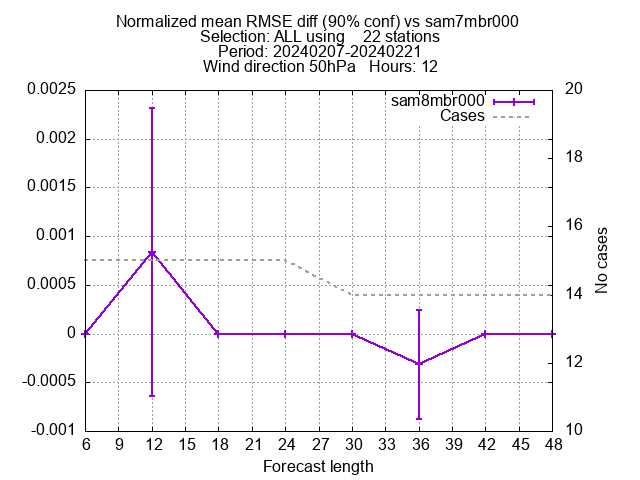 Normalized mean RMSE diff (90% conf) vs sam7mbr000
Selection: ALL using    22 stations
Period: 20240207-20240221
Wind direction 50hPa   Hours: 12
sam8mbr000
Cases
0.0025
0.002
0.0015
0.001
0.0005
0
-0.0005
-0.001
20
18
16
14
12
10
No cases
6 9 12 15 18 21 24 27 30 33 36 39 42 45 48
Forecast length